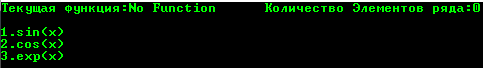 Текущая функция:No Function Количество Элементов ряда:0
1.sin(x)
2.cos(x)
3.exp(x)